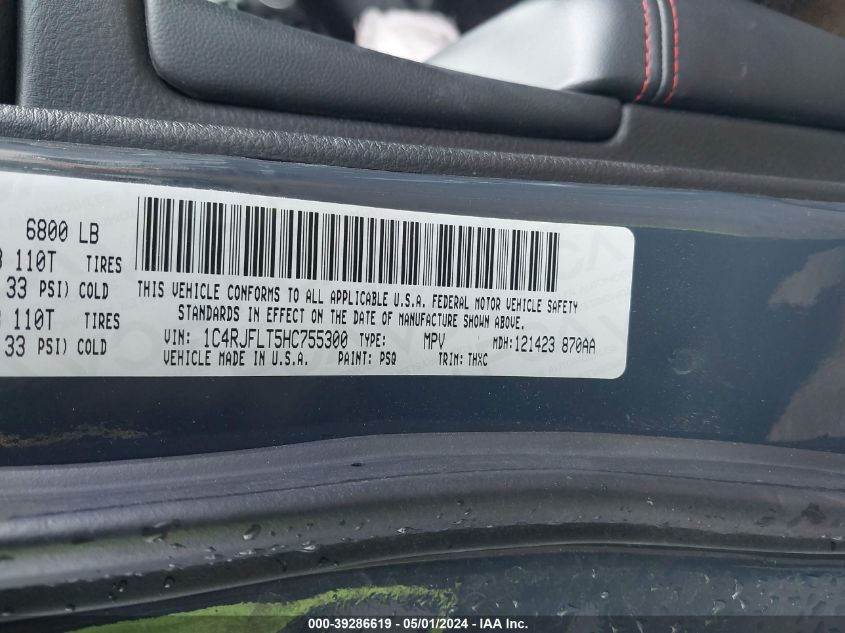 6800 LB
110T TIRES
33 PSI) COLD
110T TIRES
33 PSI) COLD
THIS VEHICLE CONFORMS TO ALL APPLICABLE U.S.A. FEDERAL MOTOR VEHICLE SAFETY
STANDARDS IN EFFECT ON THE DATE OF MANUFACTURE SHOWN ABOVE.
VIN: 1C4RJFLT5HC755300 TYPE: MPV MDH:121423 870AA
VEHICLE MADE IN U.S.A. PAINT: PSQ TRIM: THXC
000-39286619 - 05/01/2024 - IAA Inc.